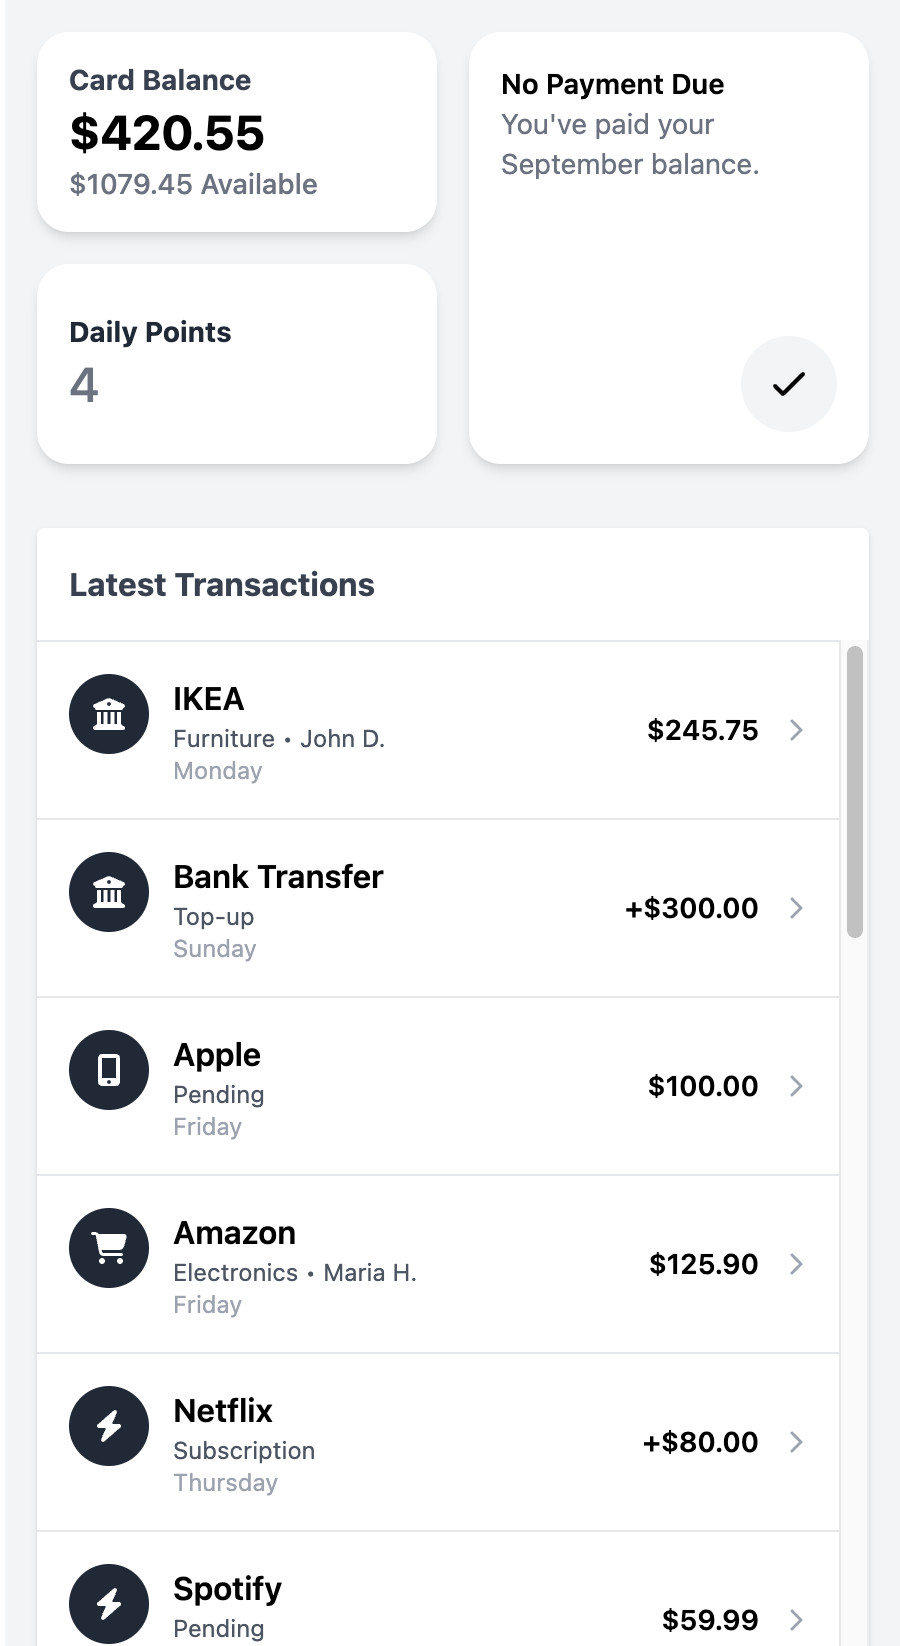 Card Balance
$420.55
$1079.45 Available
No Payment Due
You've paid your
September balance.
Daily Points
4
Latest Transactions
IKEA
Furniture • John D.
Monday
$245.75
Bank Transfer
Top-up
Sunday
+$300.00
Apple
Pending
Friday
$100.00
Amazon
Electronics • Maria H.
Friday
$125.90
Netflix
Subscription
Thursday
+$80.00
Spotify
Pending
$59.99